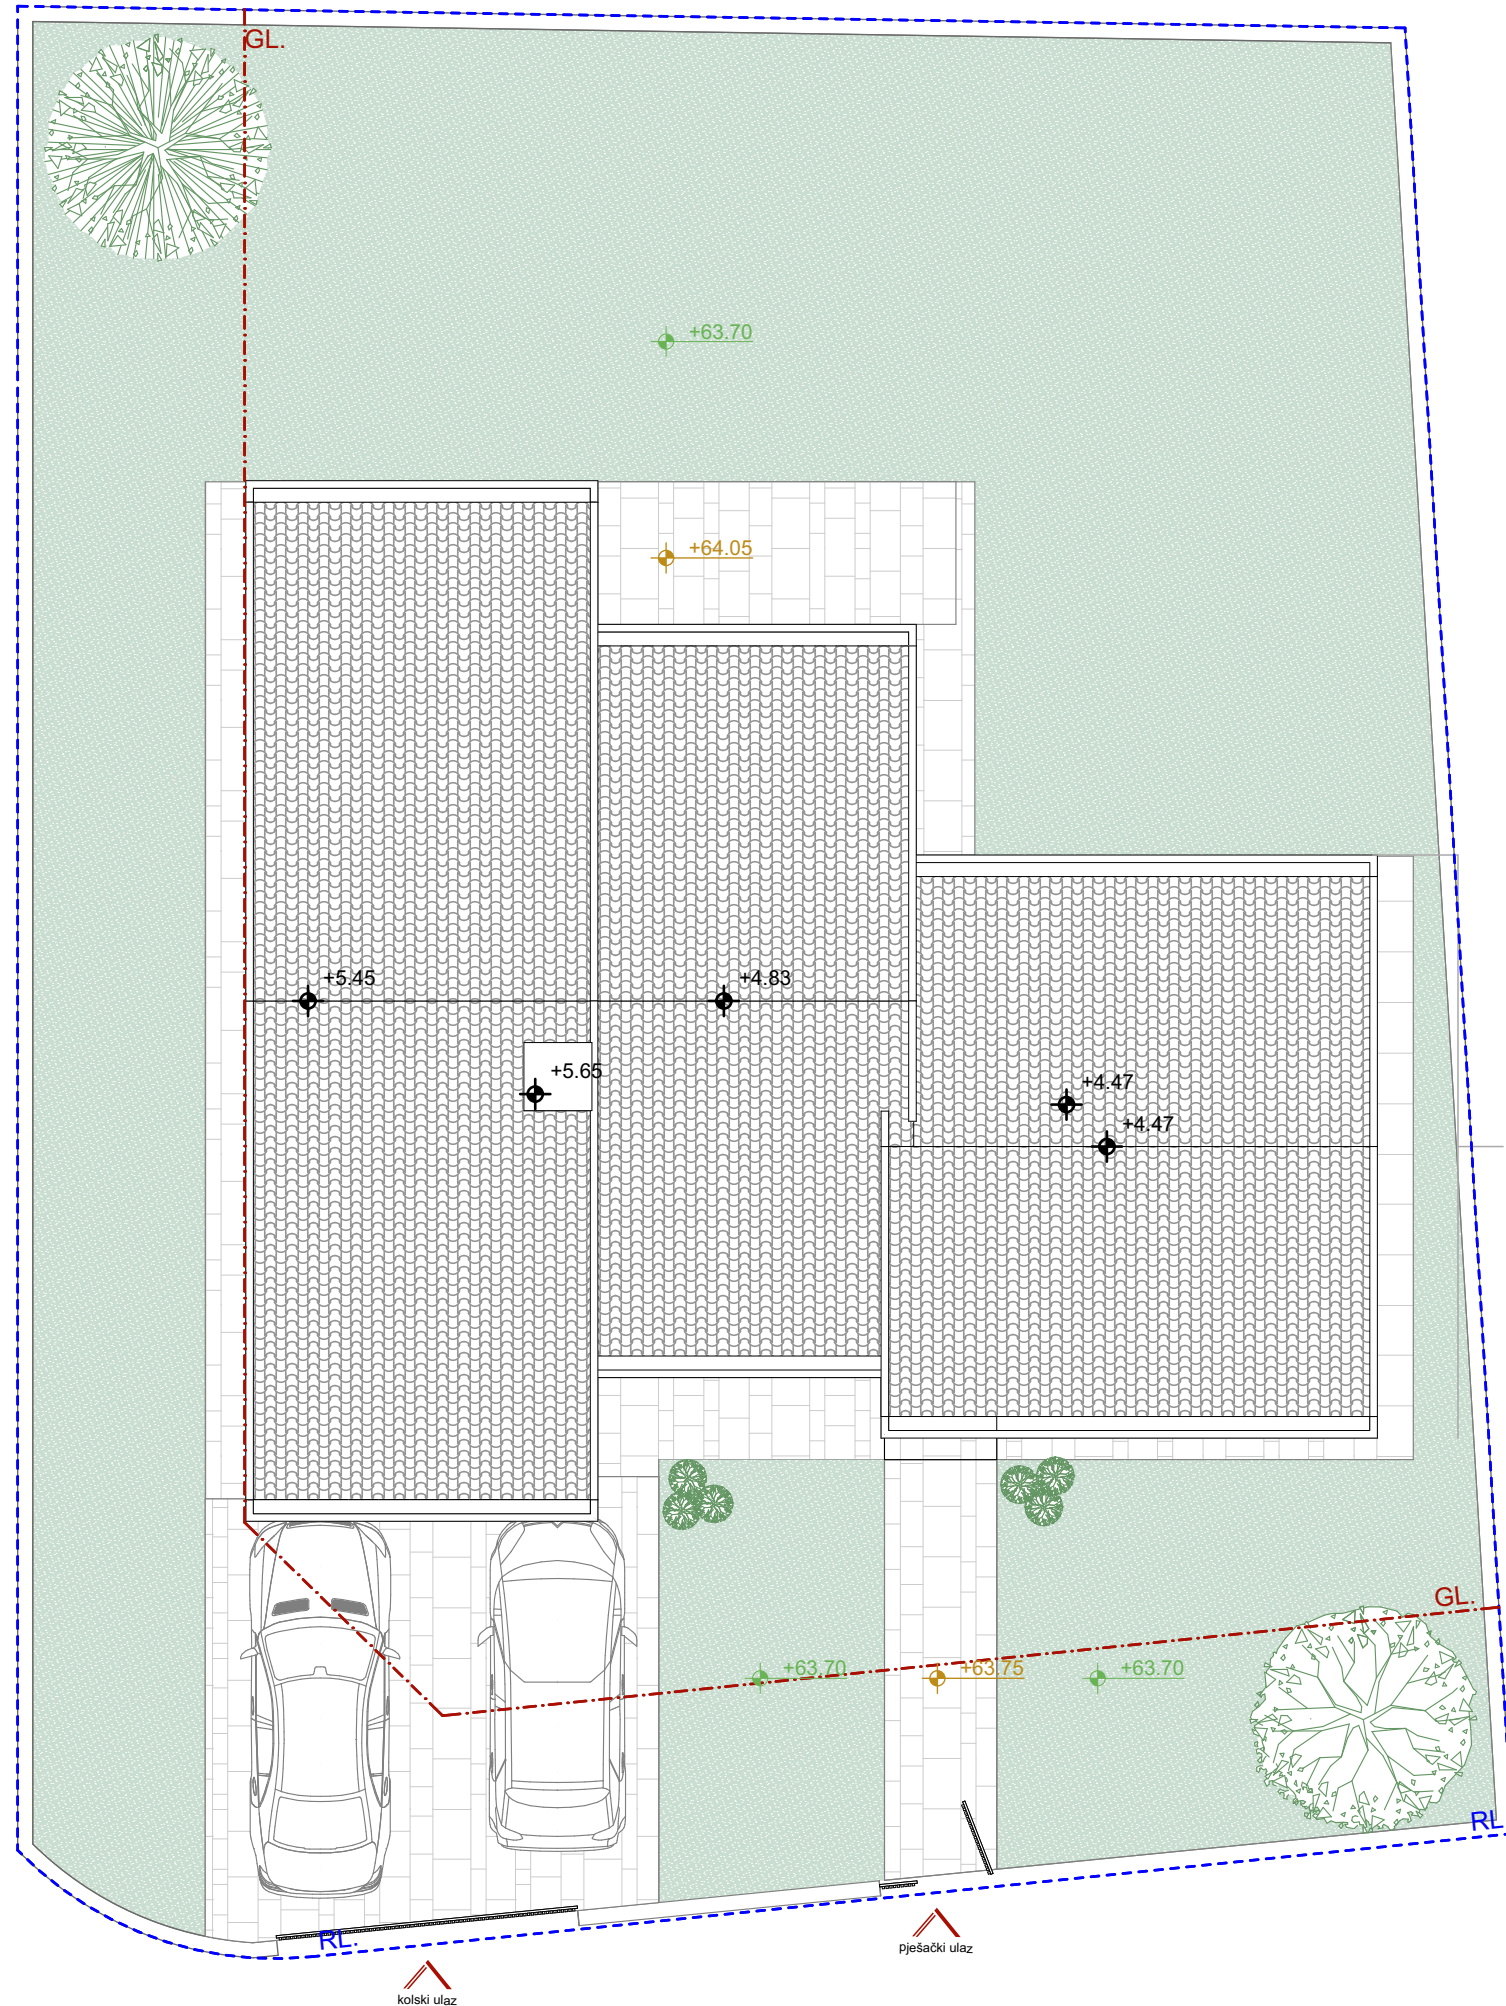 GL.
+63.70
+64.05
+5.45
+4.83
+5.65
+4.47
+4.47
GL.
+63.70
+63.75
+63.70
RL
RL.
pješački ulaz
kolski ulaz